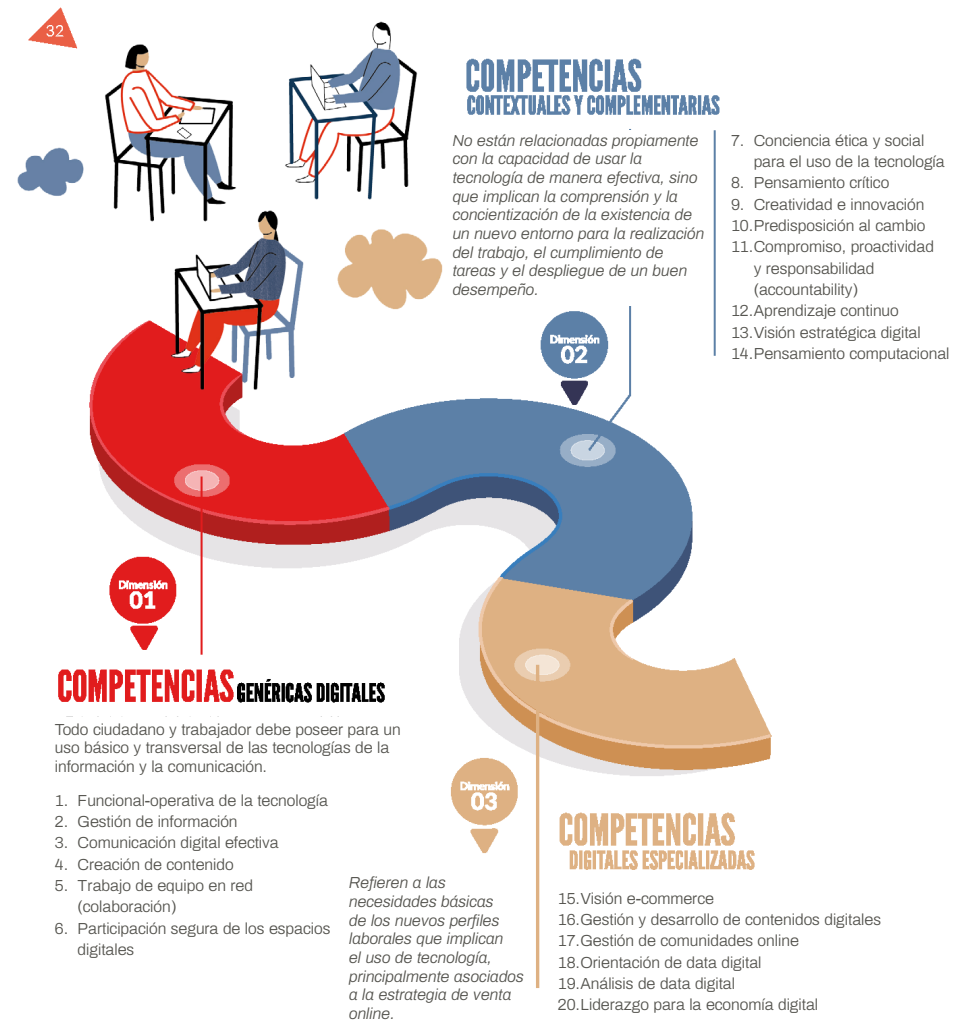 32
COMPETENCIAS
CONTEXTUALES Y COMPLEMENTARIAS
No están relacionadas propiamente
con la capacidad de usar la
tecnología de manera efectiva, sino
que implican la comprensión y la
concientización de la existencia de
un nuevo entorno para la realización
del trabajo, el cumplimiento de
tareas y el despliegue de un buen
desempeño.
7. Conciencia ética y social
para el uso de la tecnología
8. Pensamiento crítico
9. Creatividad e innovación
10.Predisposición al cambio
11.Compromiso, proactividad
y responsabilidad
(accountability)
12.Aprendizaje continuo
13.Visión estratégica digital
14.Pensamiento computacional
Dimensión
02
Dimensión
01
COMPETENCIAS GENÉRICAS DIGITALES
Todo ciudadano y trabajador debe poseer para un
uso básico y transversal de las tecnologías de la
información y la comunicación.
1. Funcional-operativa de la tecnología
2. Gestión de información
3. Comunicación digital efectiva
4. Creación de contenido
5. Trabajo de equipo en red
(colaboración)
6. Participación segura de los espacios
digitales
Dimensión
03
COMPETENCIAS
DIGITALES ESPECIALIZADAS
Refieren a las
necesidades básicas
de los nuevos perfiles
laborales que implican
el uso de tecnología,
principalmente asociados
a la estrategia de venta
online.
15.Visión e-commerce
16.Gestión y desarrollo de contenidos digitales
17.Gestión de comunidades online
18.Orientación de data digital
19.Análisis de data digital
20.Liderazgo para la economía digital